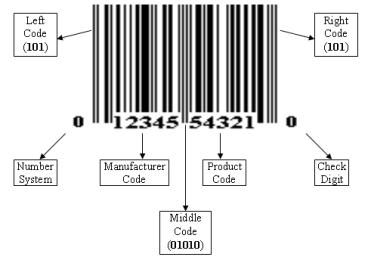 Left
Code
(101)
Right
Code
(101)
0 12345 54321 0
Number
System
Manufacturer
Code
Product
Code
Check
Digit
Middle
Code
(01010)